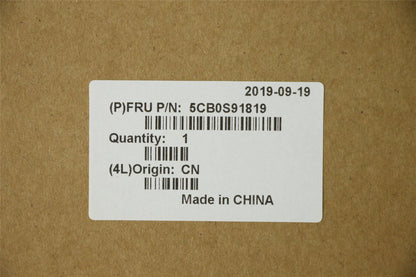 2019-09-19
(P)FRU P/N: 5CB0S91819
Quantity: 1
(4L)Origin: CN
Made in CHINA